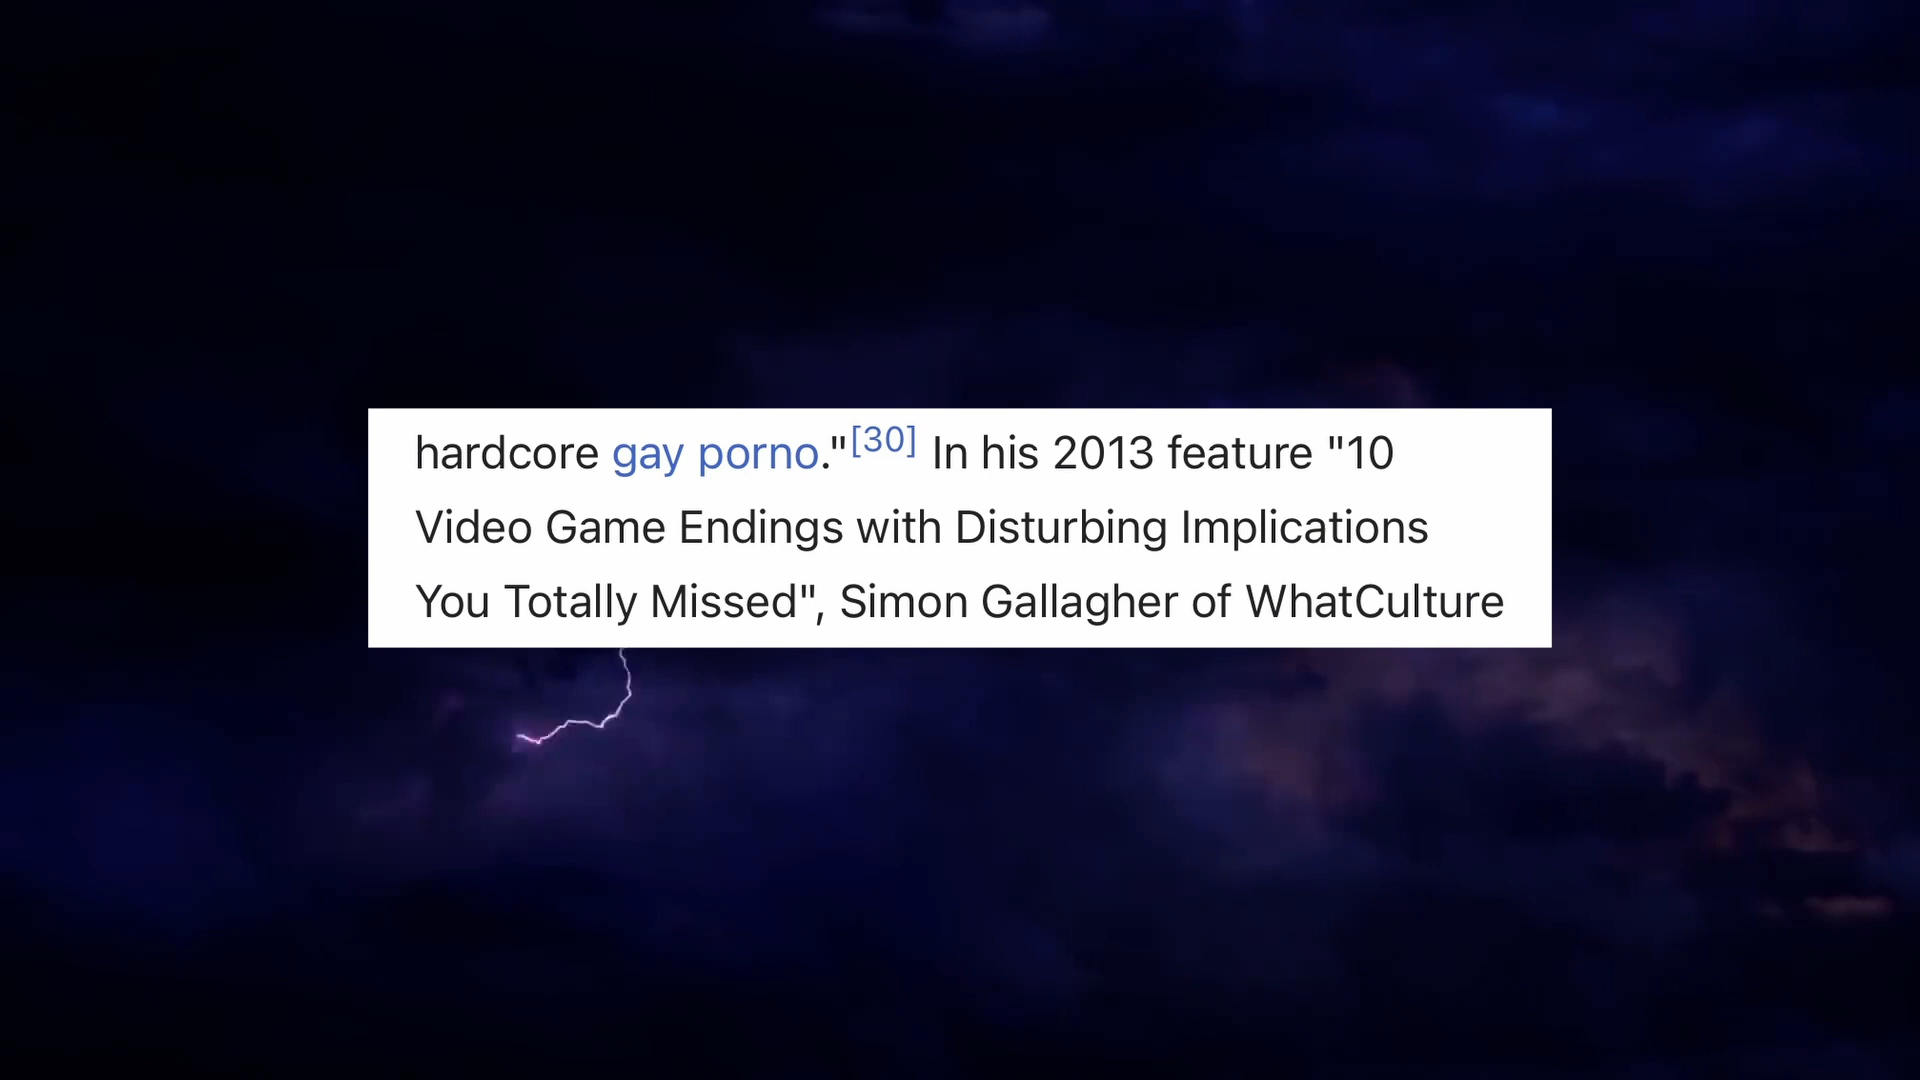 hardcore gay porno."[30] In his 2013 feature "10
Video Game Endings with Disturbing Implications
You Totally Missed", Simon Gallagher of WhatCulture